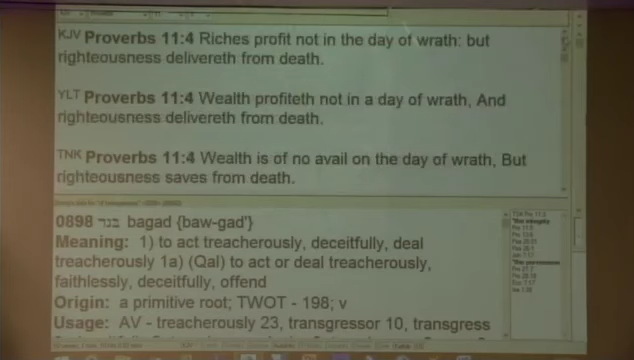 KJV Proverbs 11:4 Riches profit not in the day of wrath: but
righteousness delivereth from death.
YLT Proverbs 11:4 Wealth profiteth not in a day of wrath, And
righteousness delivereth from death.
TNK Proverbs 11:4 Wealth is of no avail on the day of wrath, But
righteousness saves from death.
0898 בגד bagad {baw-gad'}
Meaning: 1) to act treacherously, deceitfully, deal
treacherously 1a) (Qal) to act or deal treacherously,
faithlessly, deceitfully, offend
Origin: a primitive root; TWOT - 198; v
Usage: AV - treacherously 23, transgressor 10, transgress